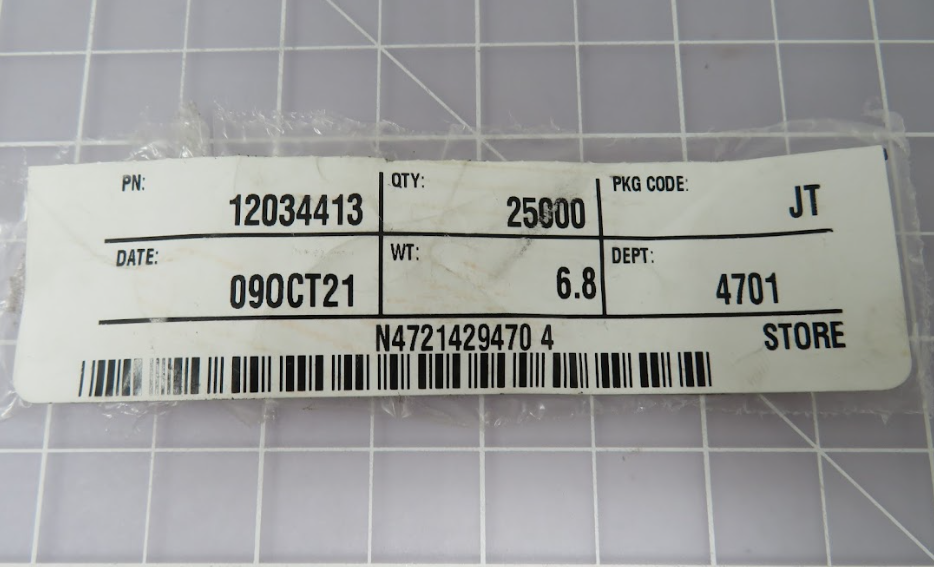 PN: QTY: PKG CODE:
12034413 25000 JT
DATE: WT: DEPT:
09OCT21 6.8 4701
N4721429470 4 STORE